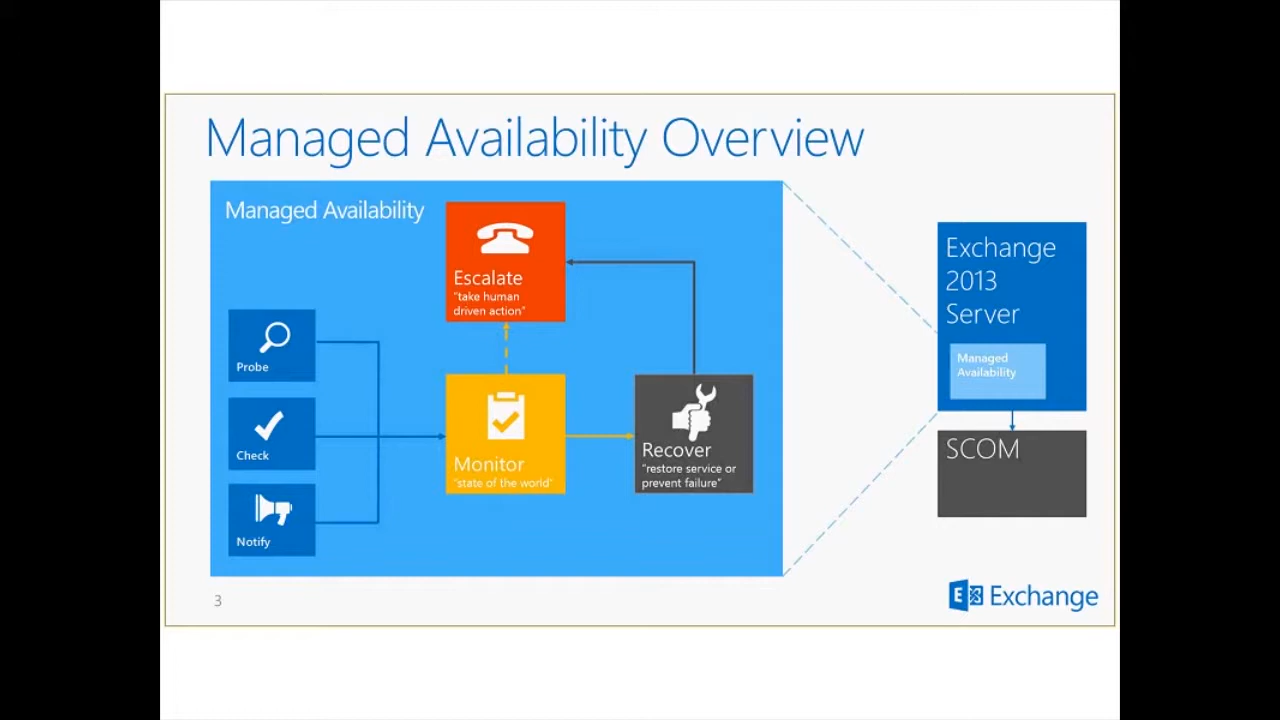 Managed Availability Overview
Managed Availability
Escalate
"take human
driven action"
Probe
Check
Notify
Monitor
"state of the world"
Recover
"restore service or
prevent failure"
Exchange
2013
Server
Managed
Availability
SCOM
3
E Exchange